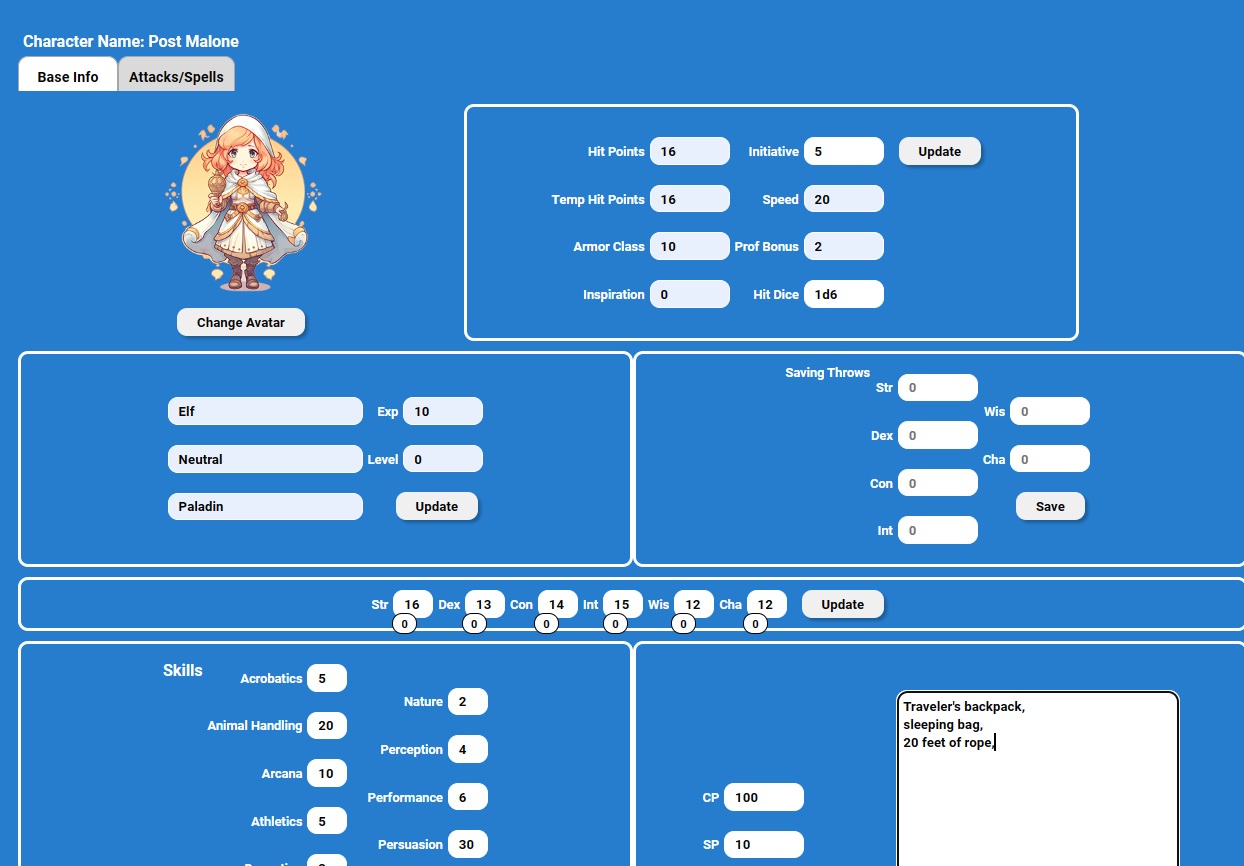 Character Name: Post Malone
Base Info Attacks/Spells
Hit Points 16 Initiative 5 Update
Temp Hit Points 16 Speed 20
Armor Class 10 Prof Bonus 2
Inspiration 0 Hit Dice 1d6
Change Avatar
Elf Exp 10
Neutral Level 0
Paladin Update
Saving Throws
Str 0
Wis 0
Dex 0
Cha 0
Con 0
Save
Int 0
Str 16 Dex 13 Con 14 Int 15 Wis 12 Cha 12 Update
0 0 0 0 0 0
Skills
Acrobatics 5
Nature 2
Animal Handling 20
Perception 4
Arcana 10
Performance 6
Athletics 5
Persuasion 30
Traveler's backpack,
sleeping bag,
20 feet of rope,
CP 100
SP 10